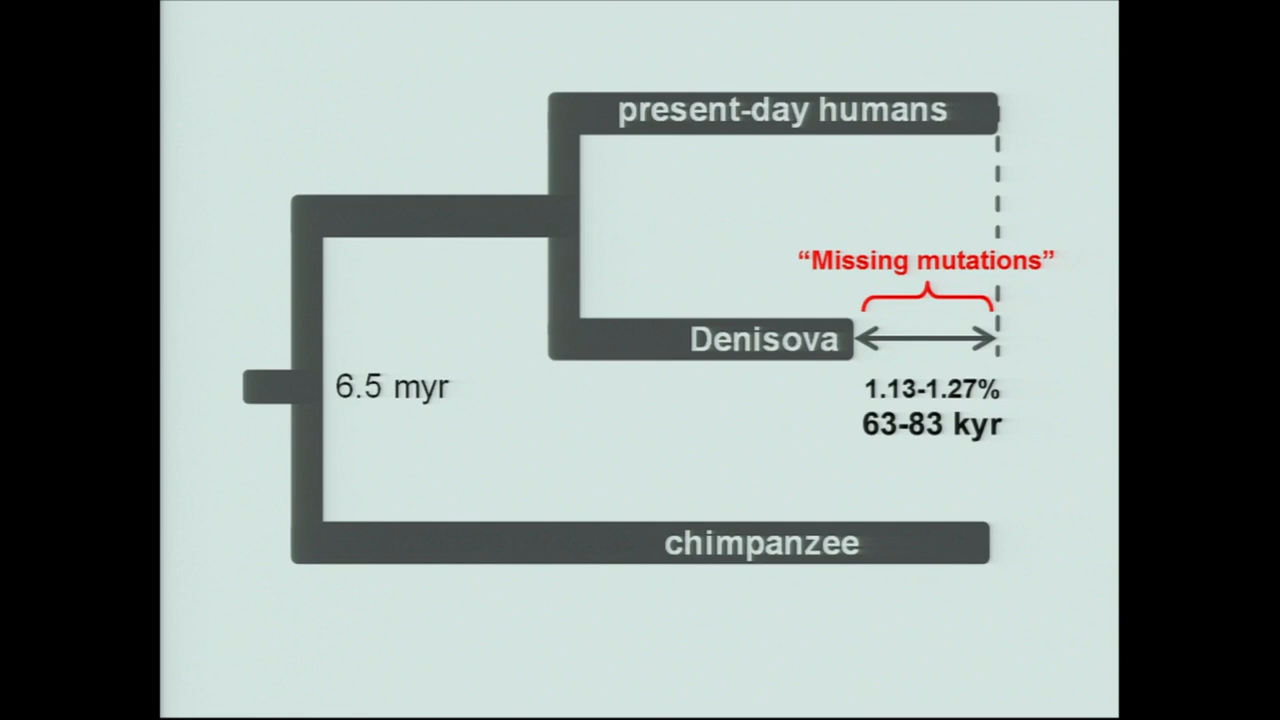 present-day humans
“Missing mutations”
Denisova
6.5 myr
1.13-1.27%
63-83 kyr
chimpanzee